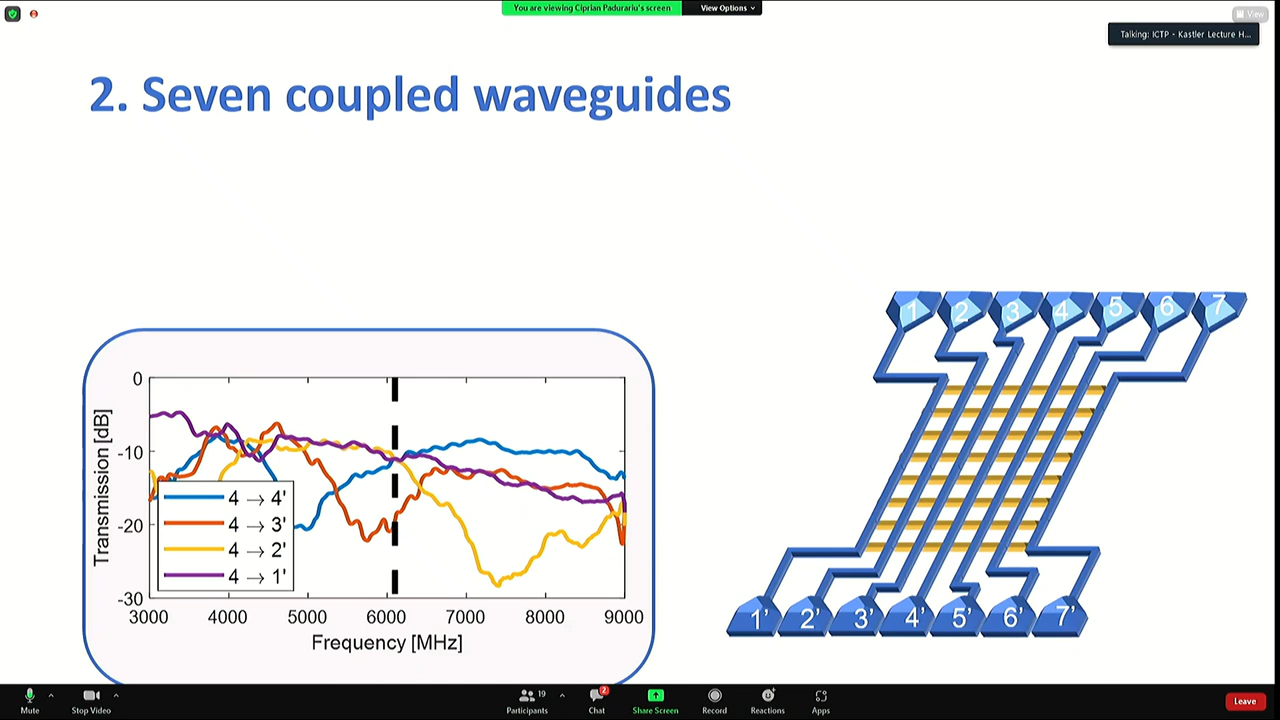 You are viewing Ciprian Padurariu's screen
View Options
View
Talking: ICTP - Kastler Lecture H...
2. Seven coupled waveguides
1 2 3 4 5 6 7
0
-10
-20
-30
Transmission [dB]
4 → 4'
4 → 3'
4 → 2'
4 → 1'
3000 4000 5000 6000 7000 8000 9000
Frequency [MHz]
1' 2' 3' 4' 5' 6' 7'
Mute
Stop Video
19
Participants
2
Chat
Share Screen
Record
Reactions
Apps
Leave